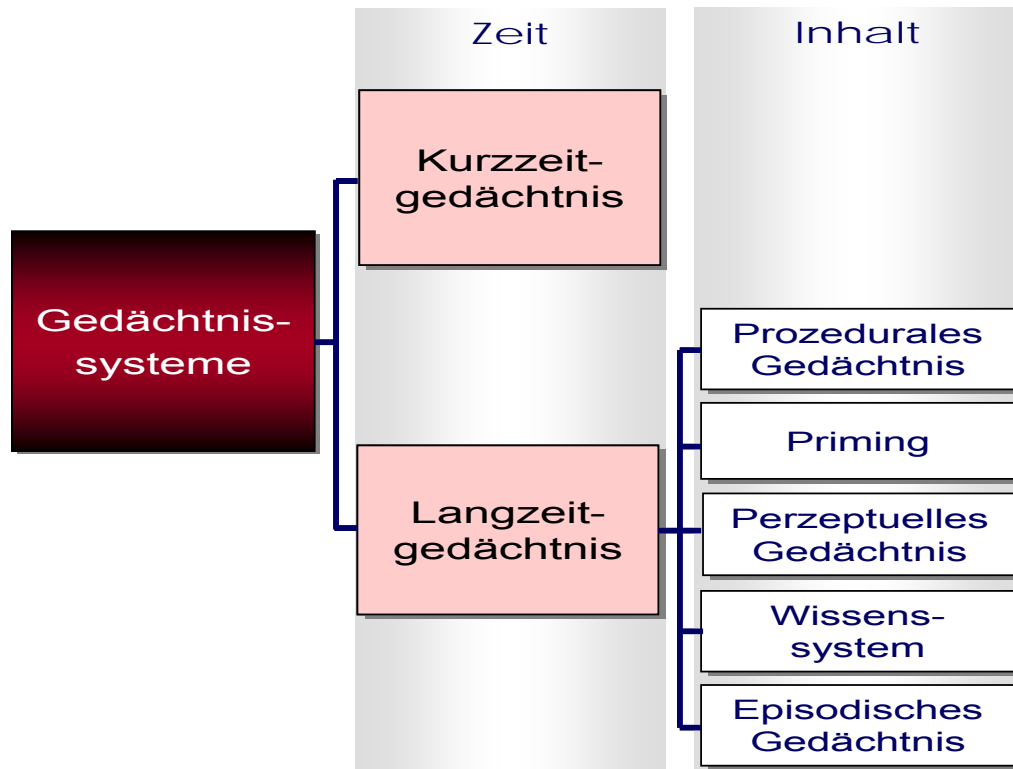 Zeit
Inhalt
Kurzzeit-
gedächtnis
Gedächtnis-
systeme
Langzeit-
gedächtnis
Prozedurales
Gedächtnis
Priming
Perzeptuelles
Gedächtnis
Wissens-
system
Episodisches
Gedächtnis